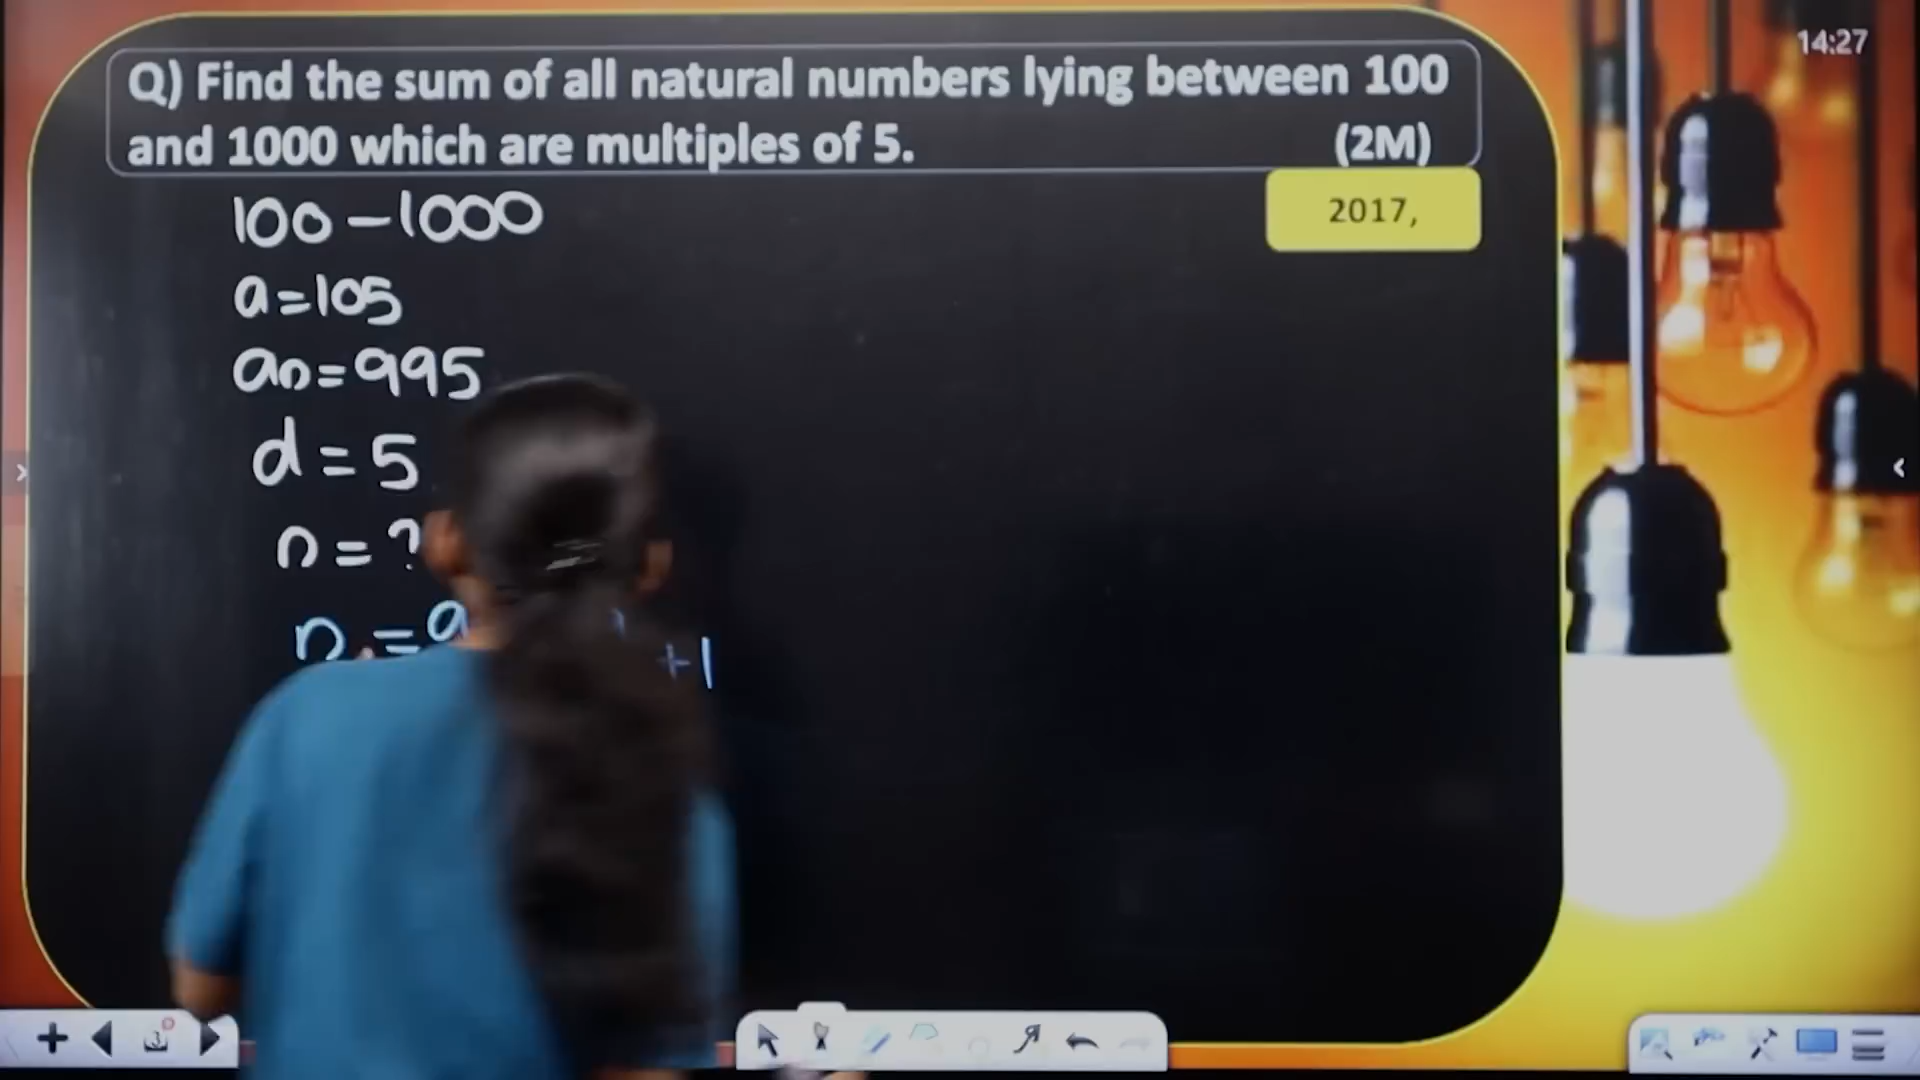 14:27
Q) Find the sum of all natural numbers lying between 100
and 1000 which are multiples of 5. (2M)
2017,
100 - 1000
a = 105
an = 995
d = 5
n = ?
n = a +1